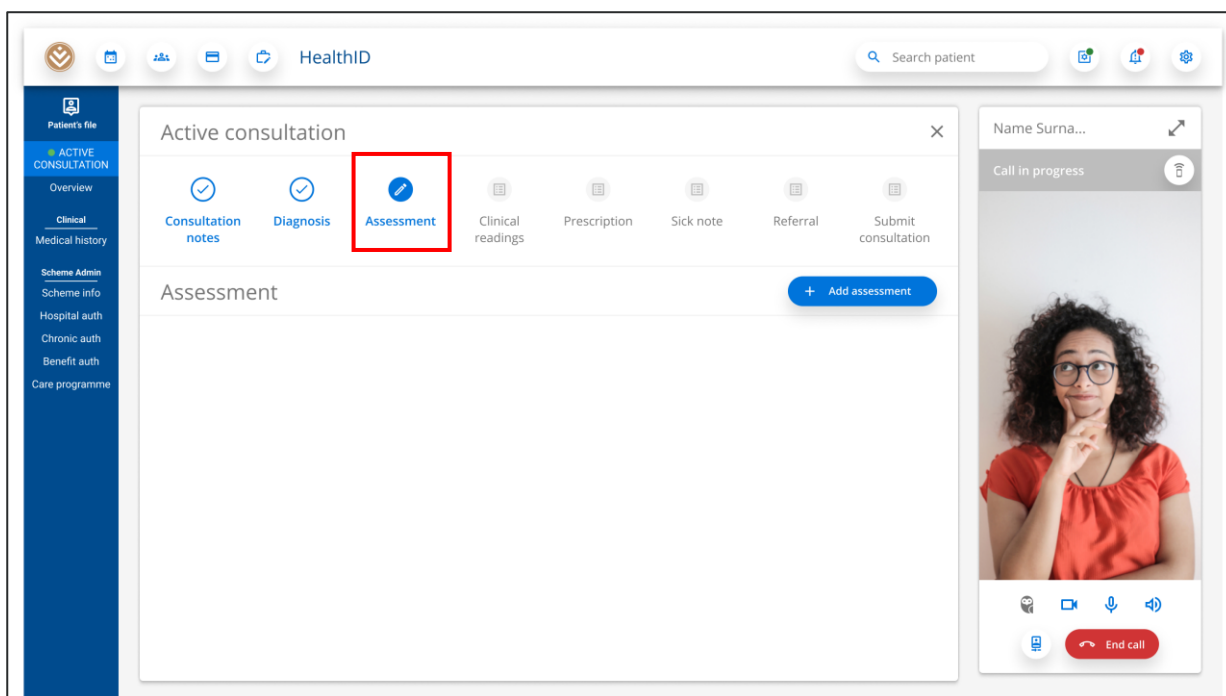 HealthID
Search patient
Patient's file
ACTIVE
CONSULTATION
Overview
Clinical
Medical history
Scheme Admin
Scheme info
Hospital auth
Chronic auth
Benefit auth
Care programme
Active consultation
Consultation
notes
Diagnosis
Assessment
Clinical
readings
Prescription
Sick note
Referral
Submit
consultation
Assessment
+ Add assessment
Name Surna...
Call in progress
End call